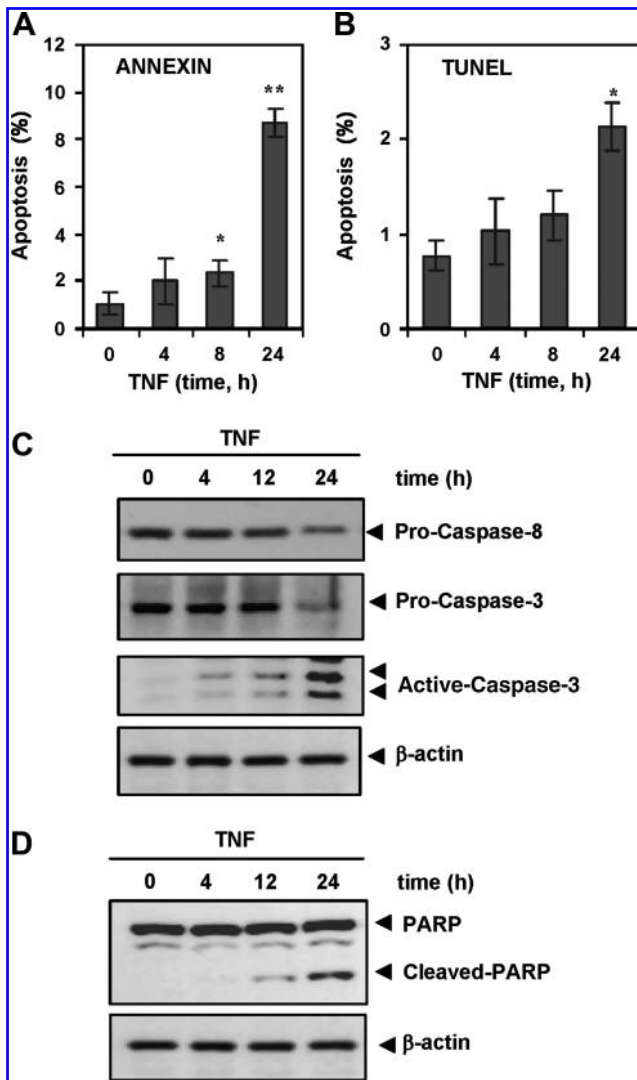 A
B
12
10
8
6
4
2
0
Apoptosis (%)
ANNEXIN
*
**
0 4 8 24
TNF (time, h)
3
2
1
0
Apoptosis (%)
TUNEL
*
0 4 8 24
TNF (time, h)
C
TNF
0 4 12 24 time (h)
Pro-Caspase-8
Pro-Caspase-3
Active-Caspase-3
β-actin
D
TNF
0 4 12 24 time (h)
PARP
Cleaved-PARP
β-actin